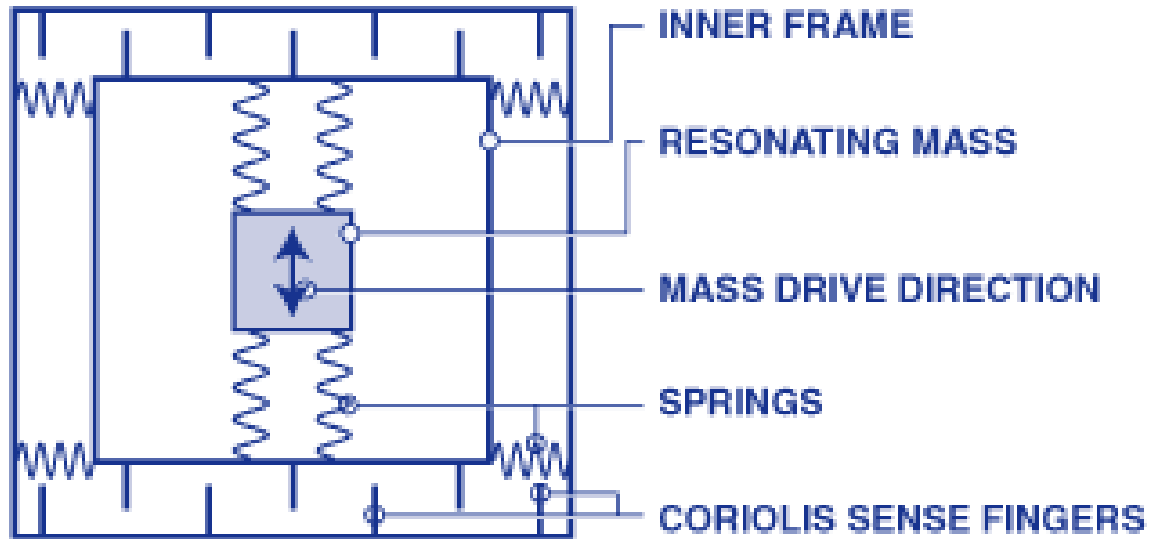 INNER FRAME
RESONATING MASS
MASS DRIVE DIRECTION
SPRINGS
CORIOLIS SENSE FINGERS